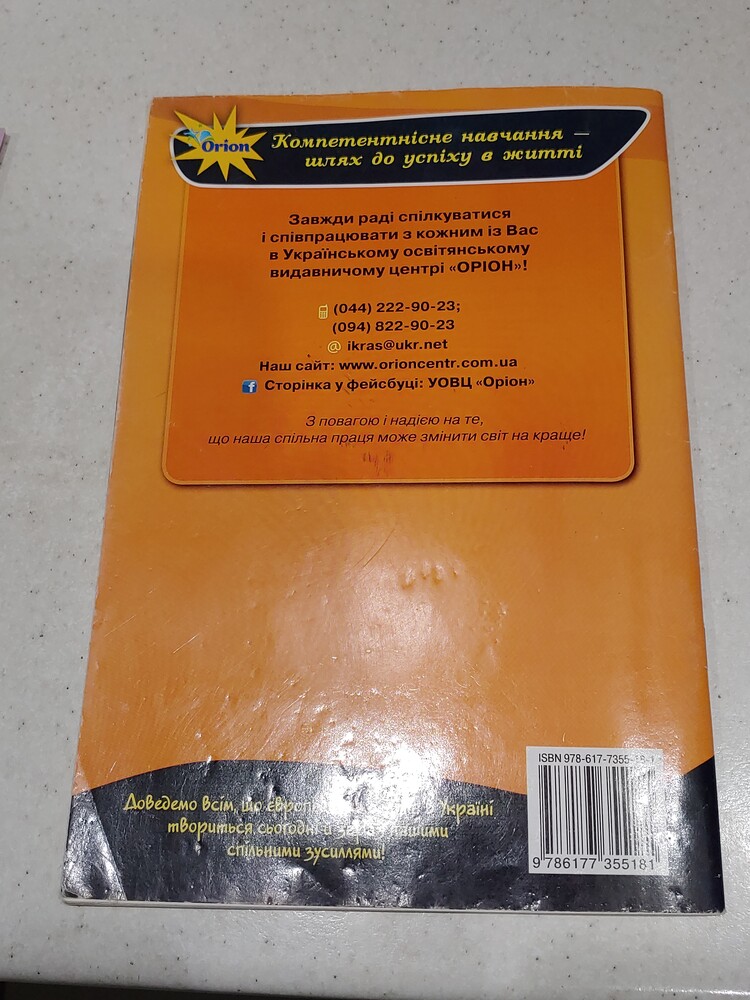 Orion
Компетентнісне навчання –
шлях до успіху в житті
Завжди раді спілкуватися
і співпрацювати з кожним із Вас
в Українському освітянському
видавничому центрі «ОРІОН»!
(044) 222-90-23;
(094) 822-90-23
@ ikras@ukr.net
Наш сайт: www.orioncentr.com.ua
f Сторінка у фейсбуці: УОВЦ «Оріон»
З повагою і надією на те,
що наша спільна праця може змінити світ на краще!
Доведемо всім, що Україні
твориться сьогодні й нашими
спільними зусиллями!
ISBN 978-617-7355-18-1
9 786177 355181